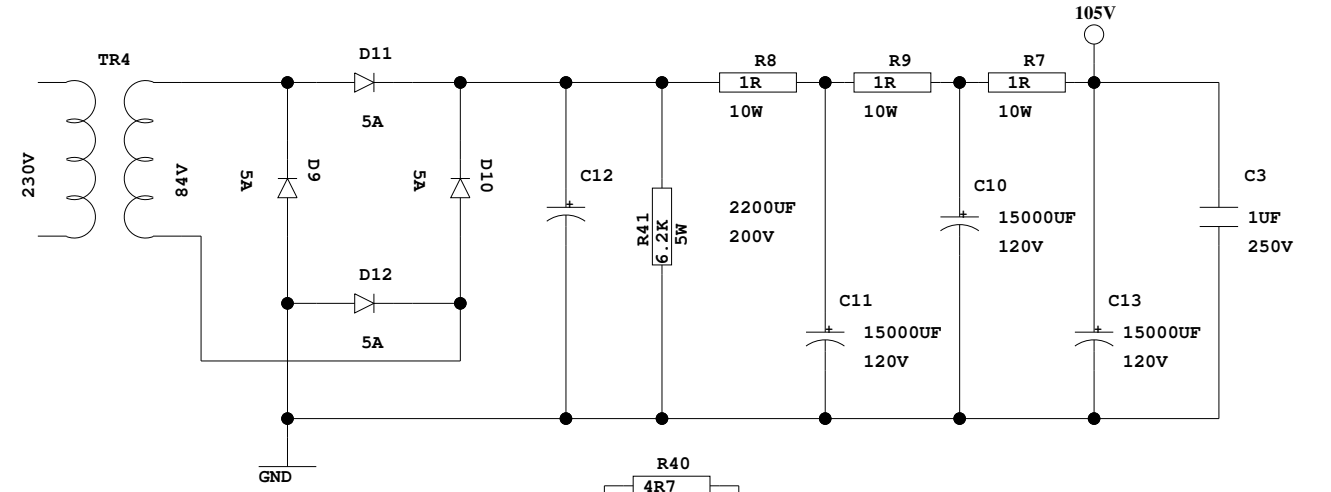 105V
TR4
D11
R8
R9
R7
1R
1R
1R
5A
10W
10W
10W
230V
84V
5A
D9
5A
D10
C12
C10
C3
R41
6.2K
5W
2200UF
200V
15000UF
120V
1UF
250V
D12
5A
C11
15000UF
120V
C13
15000UF
120V
GND
R40
4R7